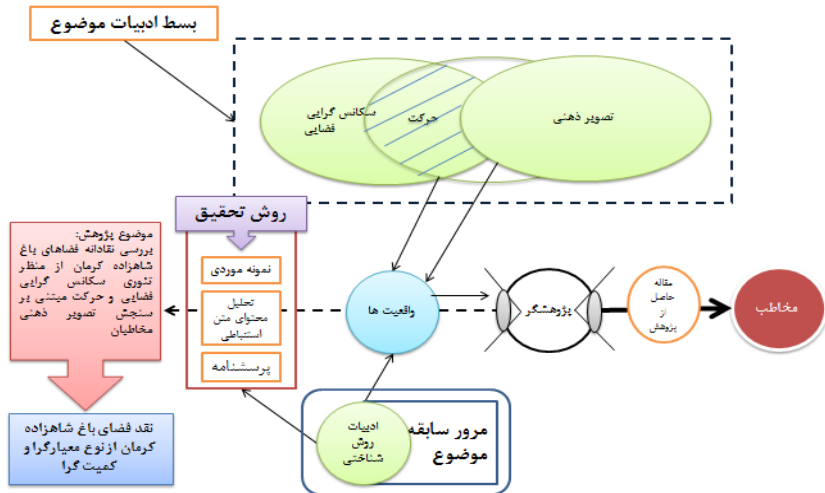 بسط ادبیات موضوع
سکانس گرایی
فضایی
حرکت
تصویر ذهنی
روش تحقیق
نمونه موردی
تحلیل
محتوای متن
استنباطی
پرسشنامه
موضوع پژوهش:
بررسی نقادانه فضاهای باغ
شاهزاده کرمان از منظر
تئوری سکانس گرایی
فضایی و حرکت مبتنی بر
سنجش تصویر ذهنی
مخاطبان
نقد فضای باغ شاهزاده
کرمان از نوع معیارگرا و
کمیت گرا
واقعیت ها
پژوهشگر
مقاله
حاصل
از
پژوهش
مخاطب
ادبیات
روش
شناختی
مرور سابقه
موضوع